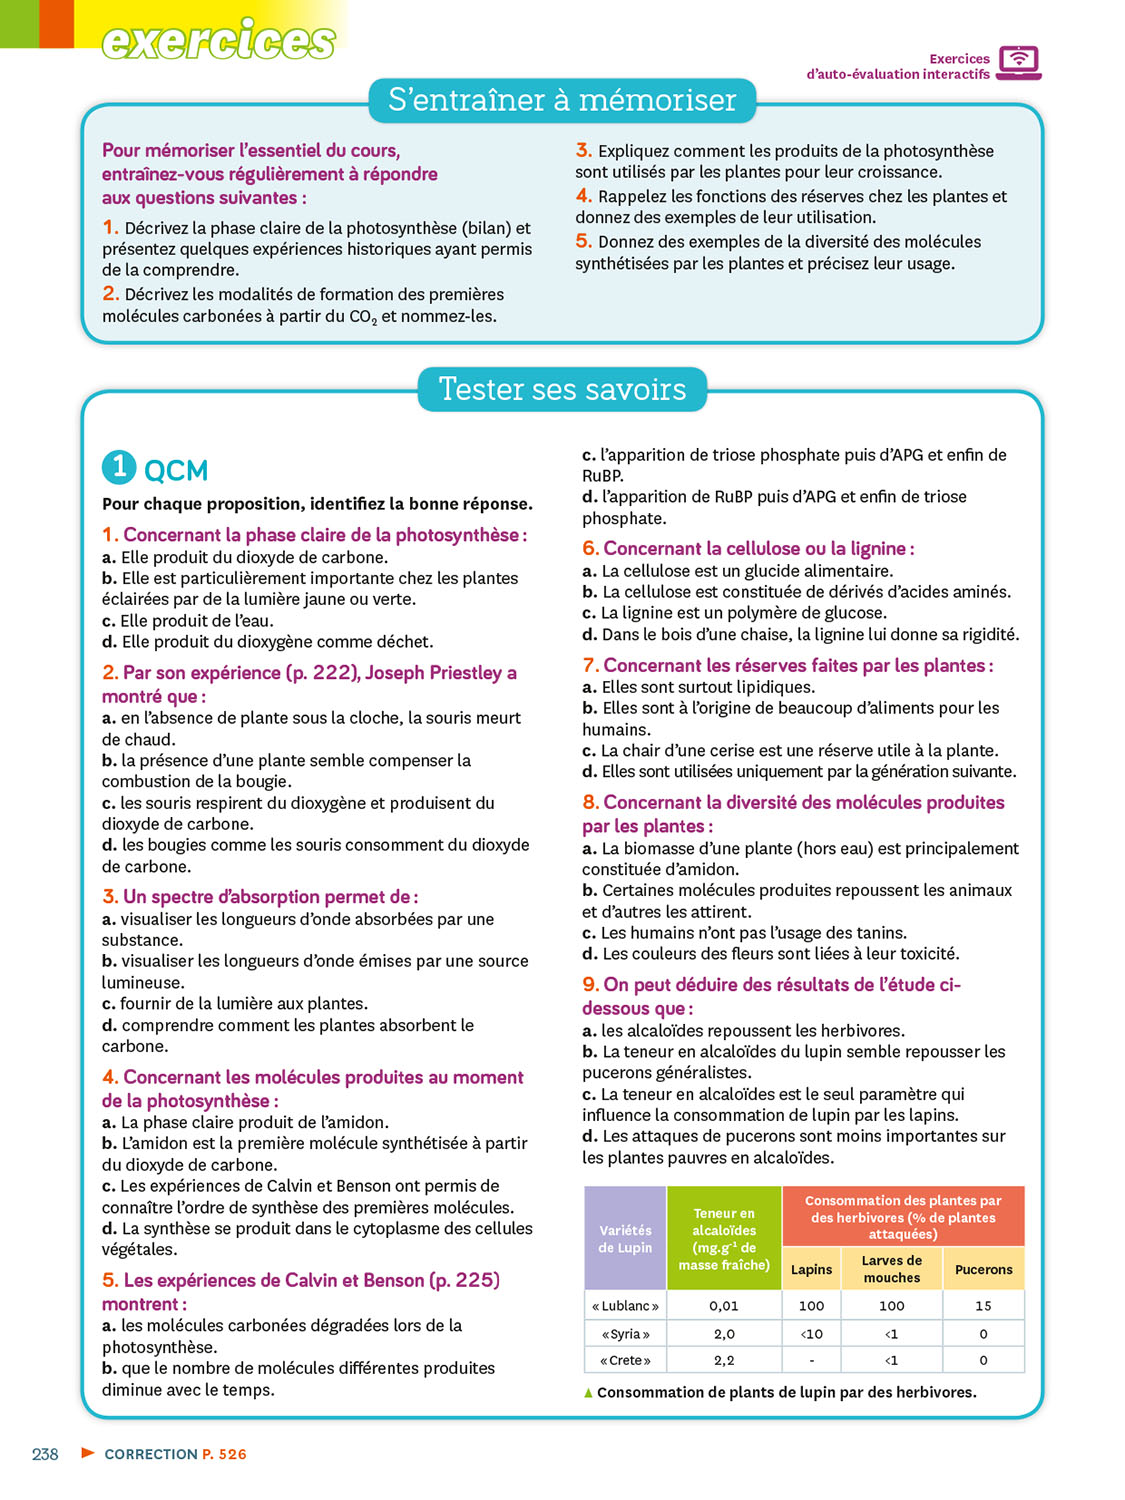 exercices
Exercices
d'auto-évaluation interactifs
S'entraîner à mémoriser
Pour mémoriser l'essentiel du cours,
entraînez-vous régulièrement à répondre
aux questions suivantes :
1. Décrivez la phase claire de la photosynthèse (bilan) et
présentez quelques expériences historiques ayant permis
de la comprendre.
2. Décrivez les modalités de formation des premières
molécules carbonées à partir du CO₂ et nommez-les.
3. Expliquez comment les produits de la photosynthèse
sont utilisés par les plantes pour leur croissance.
4. Rappelez les fonctions des réserves chez les plantes et
donnez des exemples de leur utilisation.
5. Donnez des exemples de la diversité des molécules
synthétisées par les plantes et précisez leur usage.
Tester ses savoirs
1 QCM
Pour chaque proposition, identifiez la bonne réponse.
1. Concernant la phase claire de la photosynthèse :
a. Elle produit du dioxyde de carbone.
b. Elle est particulièrement importante chez les plantes
éclairées par de la lumière jaune ou verte.
c. Elle produit de l'eau.
d. Elle produit du dioxygène comme déchet.
2. Par son expérience (p. 222), Joseph Priestley a
montré que :
a. en l'absence de plante sous la cloche, la souris meurt
de chaud.
b. la présence d'une plante semble compenser la
combustion de la bougie.
c. les souris respirent du dioxygène et produisent du
dioxyde de carbone.
d. les bougies comme les souris consomment du dioxyde
de carbone.
3. Un spectre d'absorption permet de :
a. visualiser les longueurs d'onde absorbées par une
substance.
b. visualiser les longueurs d'onde émises par une source
lumineuse.
c. fournir de la lumière aux plantes.
d. comprendre comment les plantes absorbent le
carbone.
4. Concernant les molécules produites au moment
de la photosynthèse :
a. La phase claire produit de l'amidon.
b. L'amidon est la première molécule synthétisée à partir
du dioxyde de carbone.
c. Les expériences de Calvin et Benson ont permis de
connaître l'ordre de synthèse des premières molécules.
d. La synthèse se produit dans le cytoplasme des cellules
végétales.
5. Les expériences de Calvin et Benson (p. 225)
montrent :
a. les molécules carbonées dégradées lors de la
photosynthèse.
b. que le nombre de molécules différentes produites
diminue avec le temps.
c. l'apparition de triose phosphate puis d'APG et enfin de
RuBP.
d. l'apparition de RuBP puis d'APG et enfin de triose
phosphate.
6. Concernant la cellulose ou la lignine :
a. La cellulose est un glucide alimentaire.
b. La cellulose est constituée de dérivés d'acides aminés.
c. La lignine est un polymère de glucose.
d. Dans le bois d'une chaise, la lignine lui donne sa rigidité.
7. Concernant les réserves faites par les plantes :
a. Elles sont surtout lipidiques.
b. Elles sont à l'origine de beaucoup d'aliments pour les
humains.
c. La chair d'une cerise est une réserve utile à la plante.
d. Elles sont utilisées uniquement par la génération suivante.
8. Concernant la diversité des molécules produites
par les plantes :
a. La biomasse d'une plante (hors eau) est principalement
constituée d'amidon.
b. Certaines molécules produites repoussent les animaux
et d'autres les attirent.
c. Les humains n'ont pas l'usage des tanins.
d. Les couleurs des fleurs sont liées à leur toxicité.
9. On peut déduire des résultats de l'étude ci-
dessous que :
a. les alcaloïdes repoussent les herbivores.
b. La teneur en alcaloïdes du lupin semble repousser les
pucerons généralistes.
c. La teneur en alcaloïdes est le seul paramètre qui
influence la consommation de lupin par les lapins.
d. Les attaques de pucerons sont moins importantes sur
les plantes pauvres en alcaloïdes.
Variétés
de Lupin
Teneur en
alcaloïdes
(mg.g⁻¹ de
masse fraîche)
Consommation des plantes par
des herbivores (% de plantes
attaquées)
Lapins
Larves de
mouches
Pucerons
« Lublanc » 0,01 100 100 15
« Syria » 2,0 <10 <1 0
« Crete » 2,2 - <1 0
▲ Consommation de plants de lupin par des herbivores.
238 ► CORRECTION P. 526